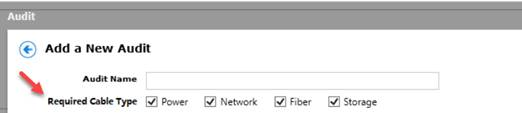 Audit
Add a New Audit
Audit Name
Required Cable Type Power Network Fiber Storage